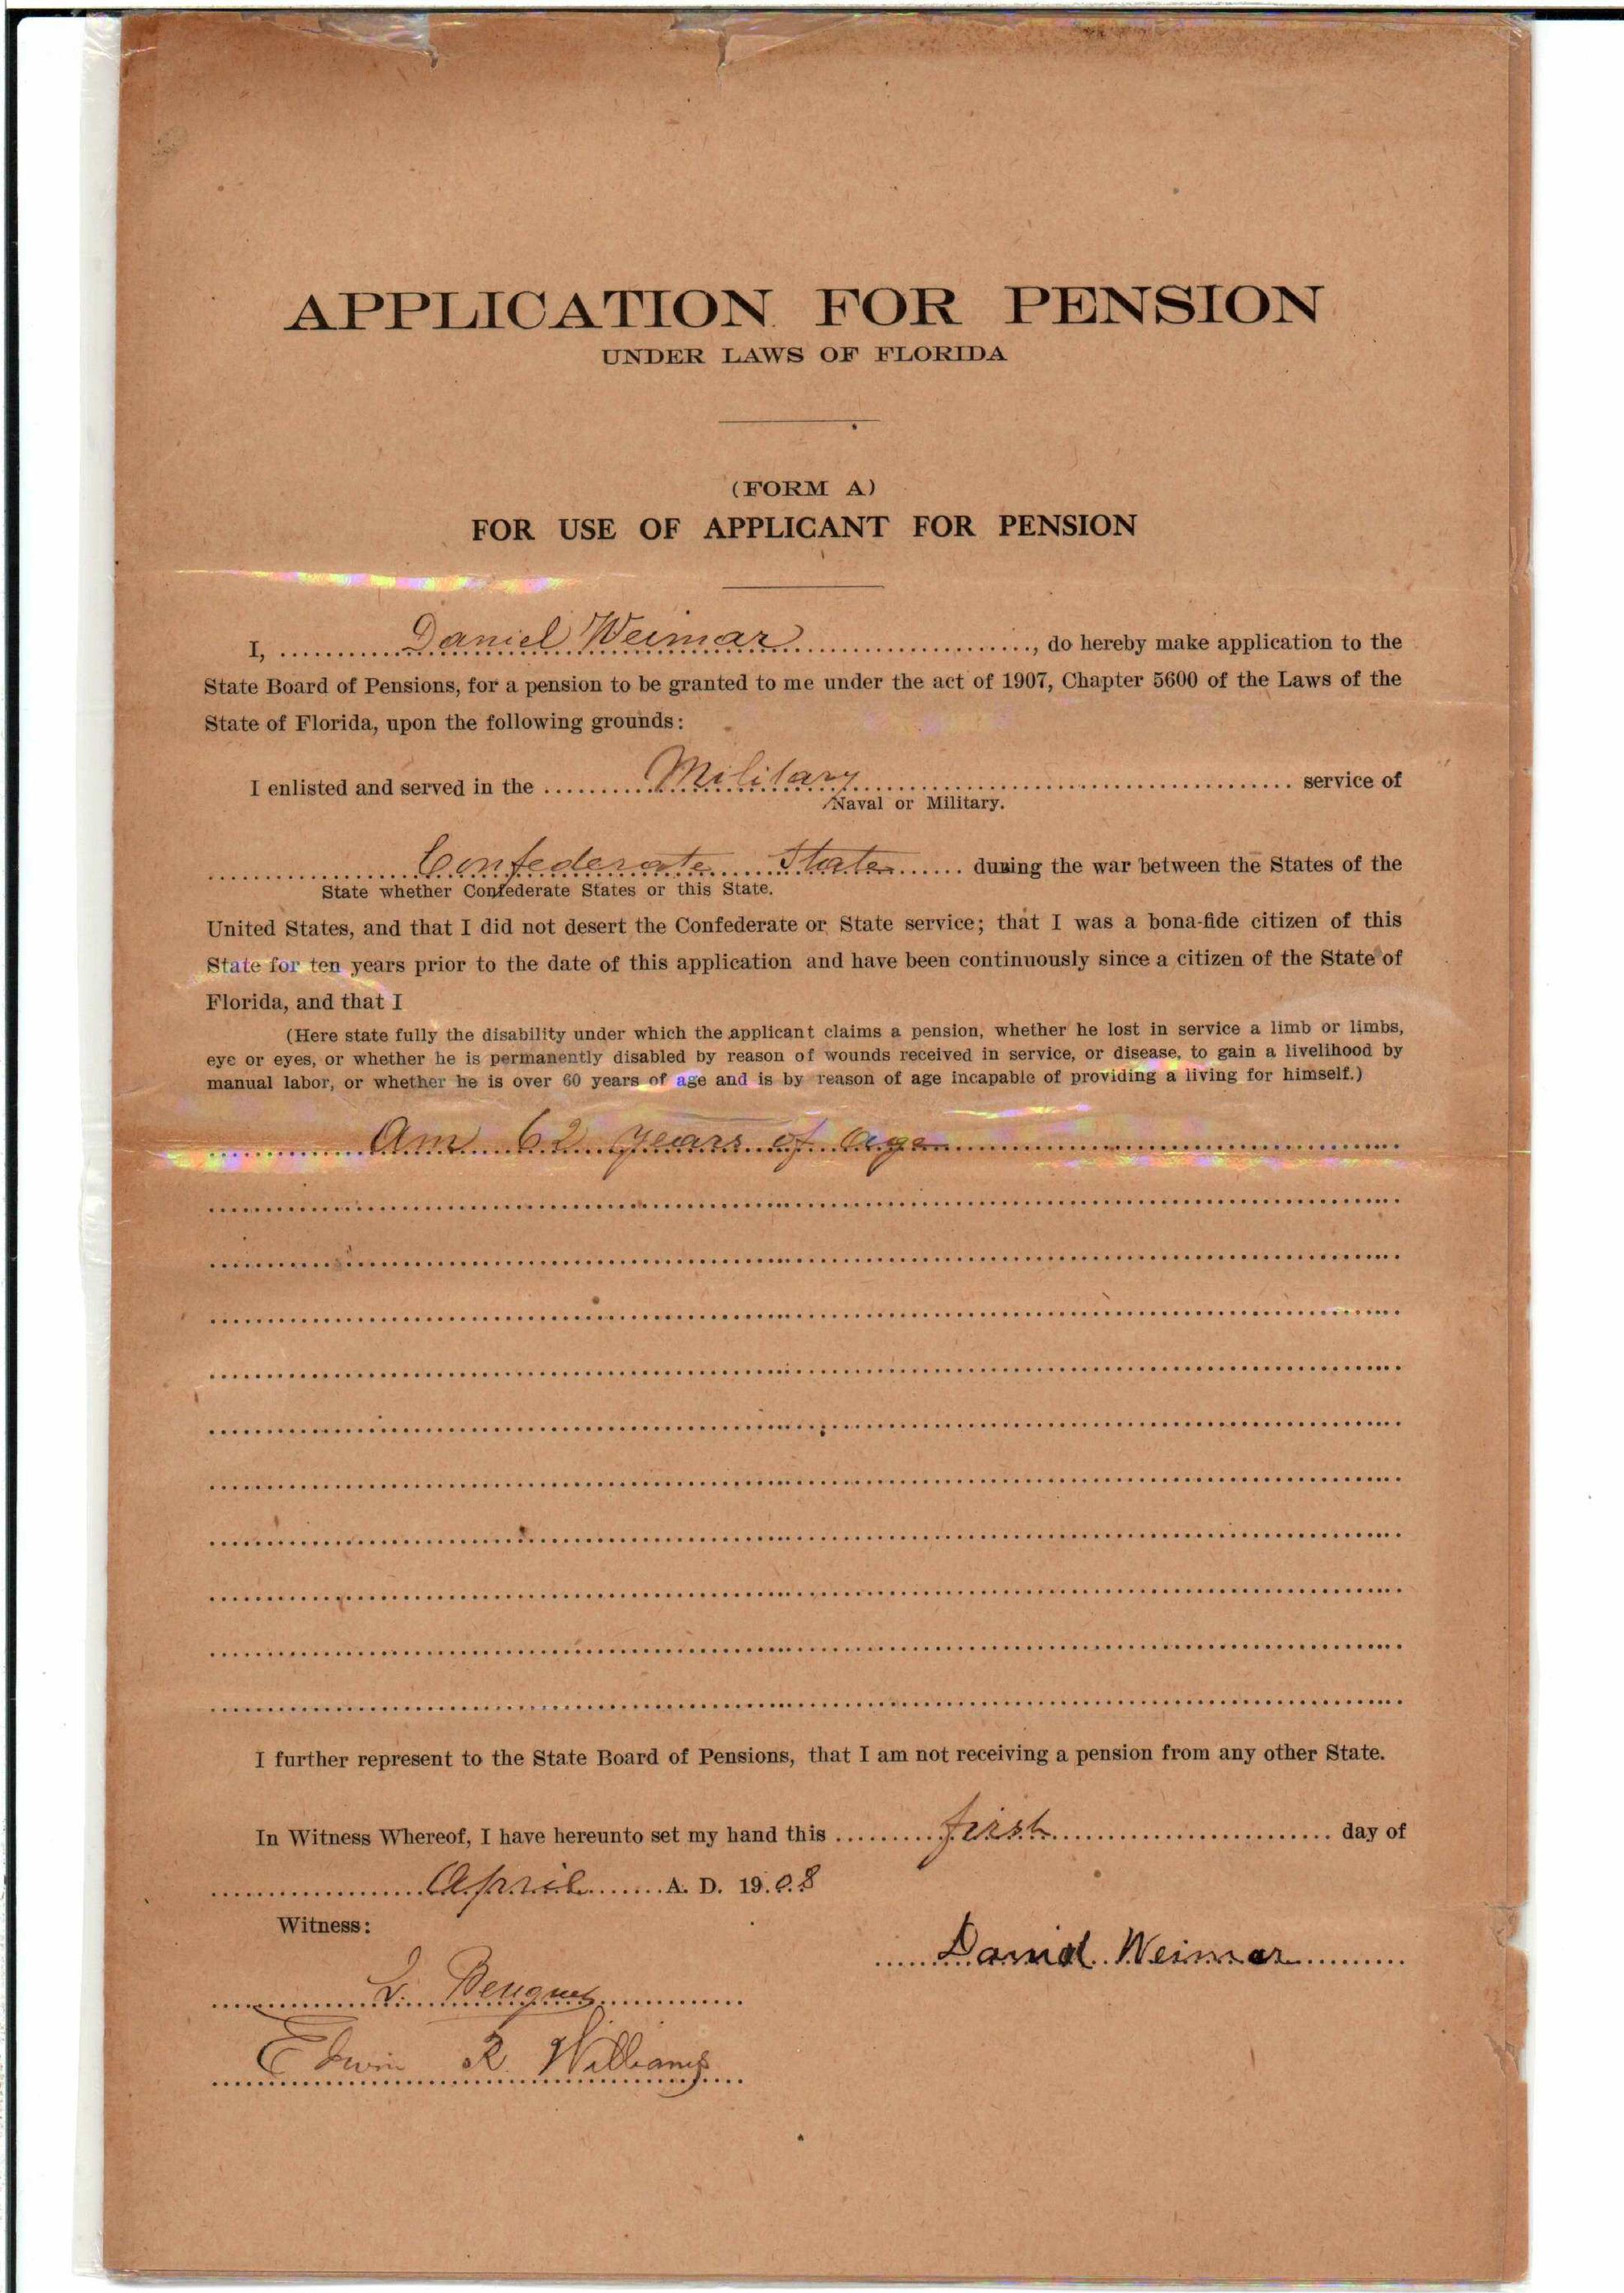 APPLICATION FOR PENSION
UNDER LAWS OF FLORIDA
(FORM A)
FOR USE OF APPLICANT FOR PENSION
I, Daniel Weimar, do hereby make application to the
State Board of Pensions, for a pension to be granted to me under the act of 1907, Chapter 5600 of the Laws of the
State of Florida, upon the following grounds:
I enlisted and served in the Military service of
Naval or Military.
Confederate States during the war between the States of the
State whether Confederate States or this State.
United States, and that I did not desert the Confederate or State service; that I was a bona-fide citizen of this
State for ten years prior to the date of this application and have been continuously since a citizen of the State of
Florida, and that I
(Here state fully the disability under which the applicant claims a pension, whether he lost in service a limb or limbs,
eye or eyes, or whether he is permanently disabled by reason of wounds received in service, or disease, to gain a livelihood by
manual labor, or whether he is over 60 years of age and is by reason of age incapable of providing a living for himself.)
Am 62 years of age
I further represent to the State Board of Pensions, that I am not receiving a pension from any other State.
In Witness Whereof, I have hereunto set my hand this first day of
April A. D. 1908
Witness:
Daniel Weimar
Edwin R Williams